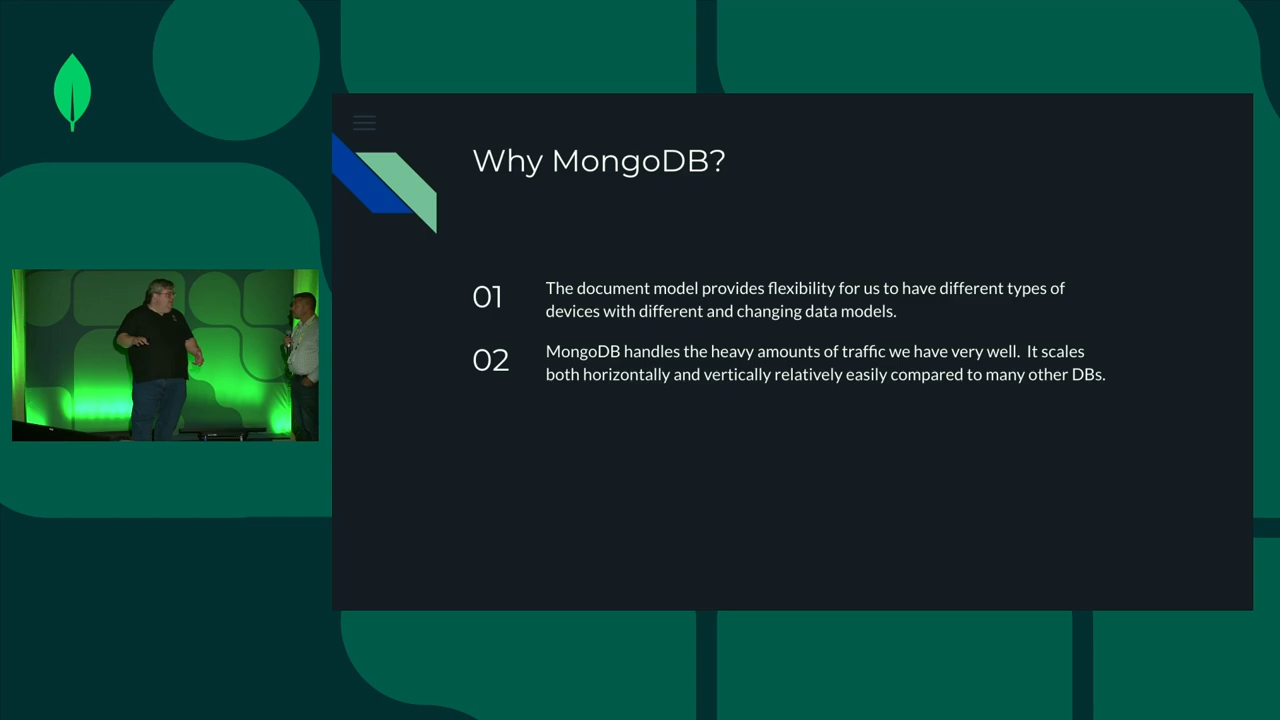 Why MongoDB?
01
The document model provides flexibility for us to have different types of
devices with different and changing data models.
02
MongoDB handles the heavy amounts of traffic we have very well.  It scales
both horizontally and vertically relatively easily compared to many other DBs.